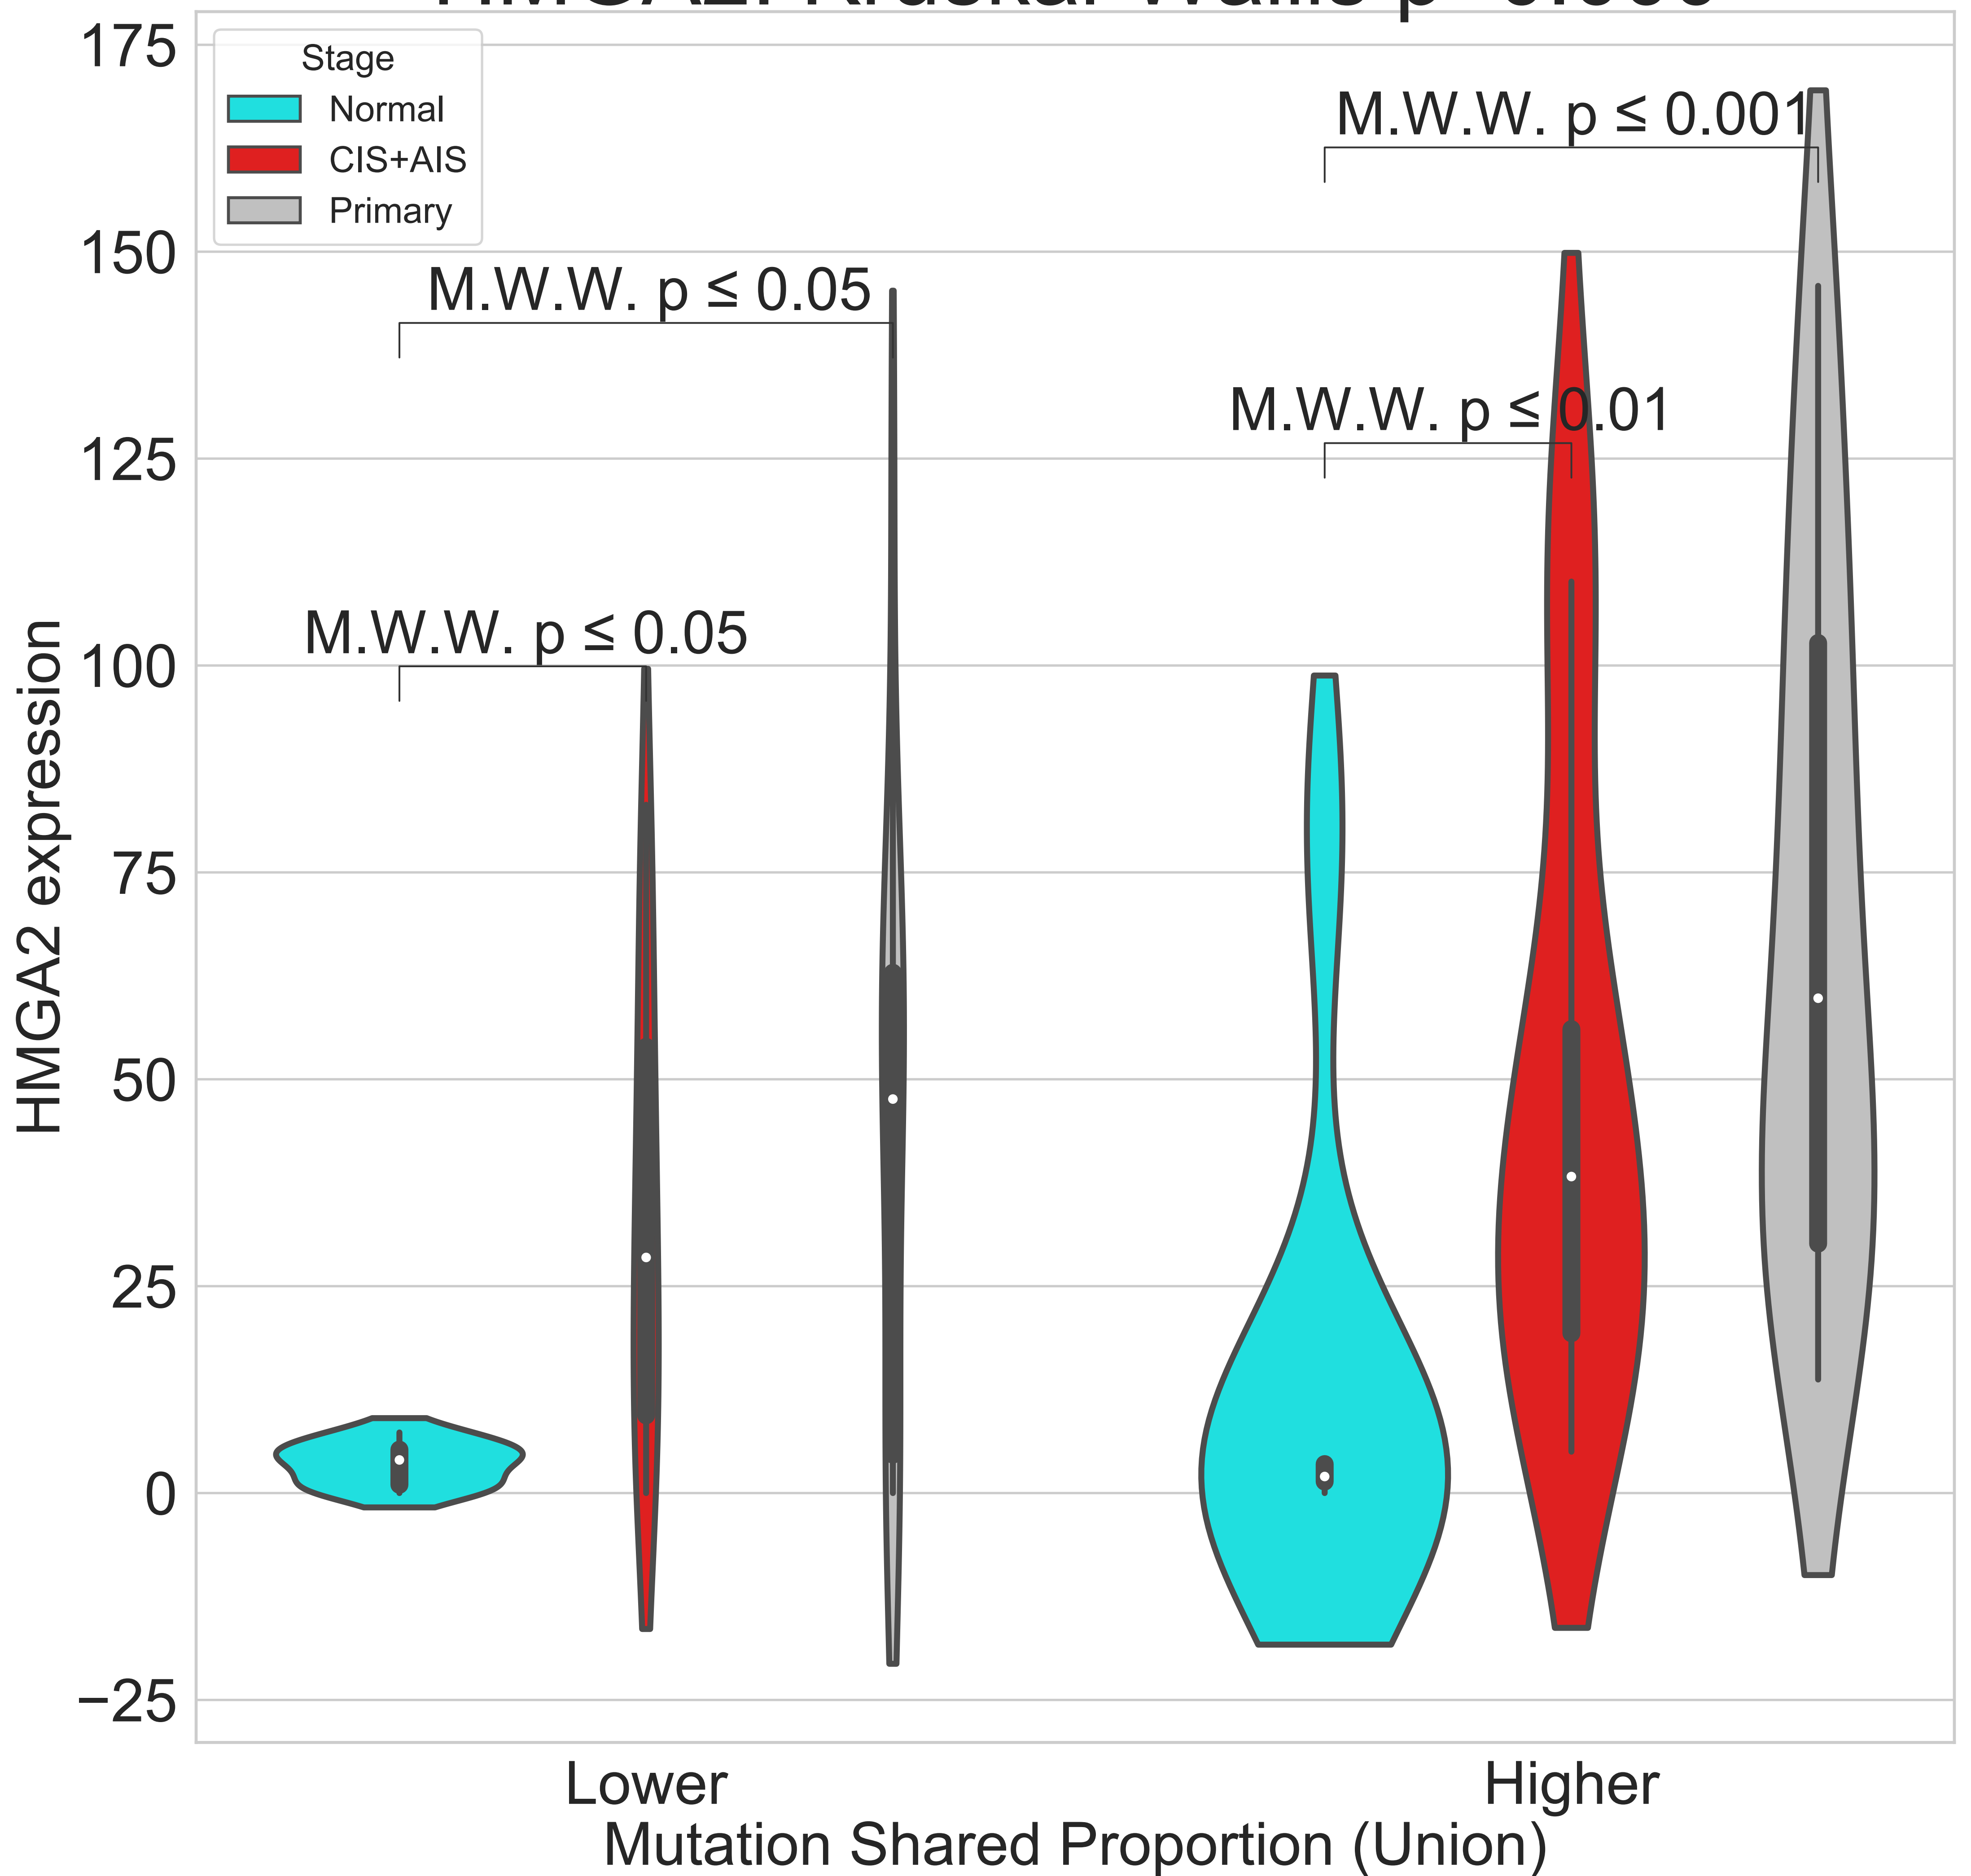 175
150
125
100
75
50
25
0
−25
HMGA2 expression
Stage
Normal
CIS+AIS
Primary
M.W.W. p ≤ 0.05
M.W.W. p ≤ 0.05
M.W.W. p ≤ 0.001
M.W.W. p ≤ 0.01
Lower
Higher
Mutation Shared Proportion (Union)